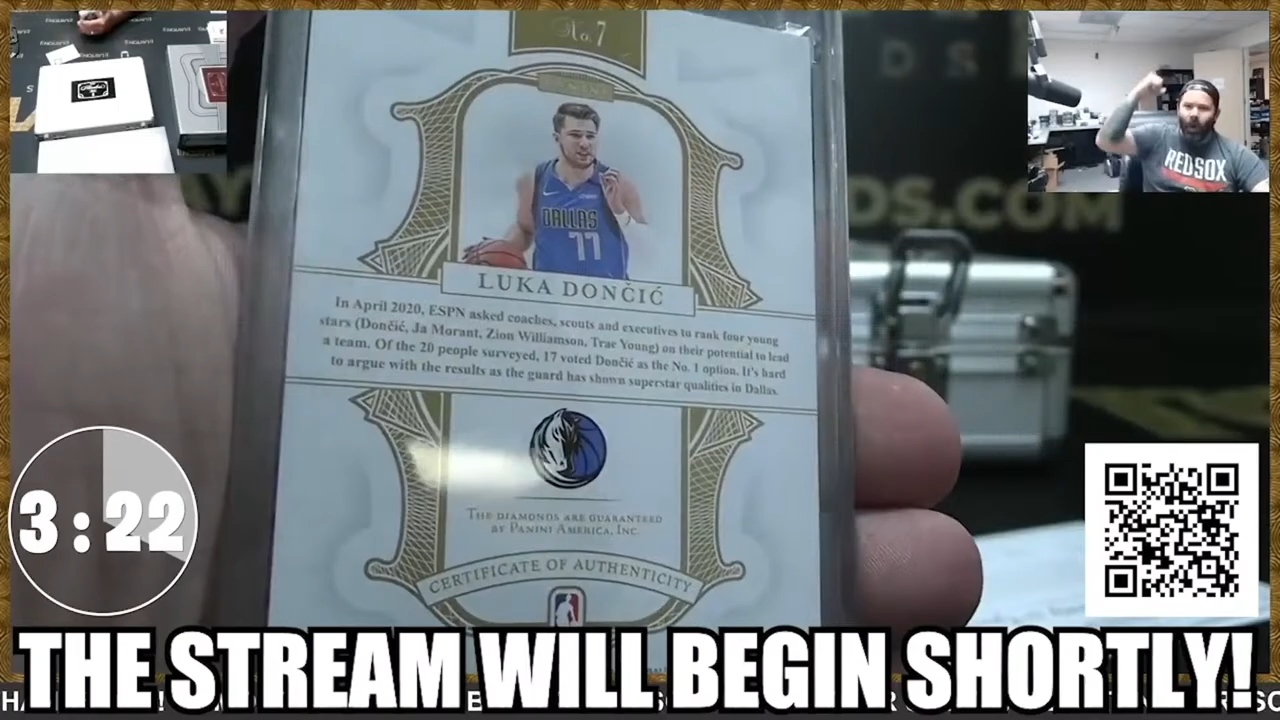 No.7
REDSOX
DS
DS.COM
DALLAS
77
LUKA DONČIĆ
In April 2020, ESPN asked coaches, scouts and executives to rank four young
stars (Dončić, Ja Morant, Zion Williamson, Trae Young) on their potential to lead
a team. Of the 20 people surveyed, 17 voted Dončić as the No. 1 option. It's hard
to argue with the results as the guard has shown superstar qualities in Dallas.
THE DIAMONDS ARE GUARANTEED
BY PANINI AMERICA, INC.
CERTIFICATE OF AUTHENTICITY
3:22
THE STREAM WILL BEGIN SHORTLY!